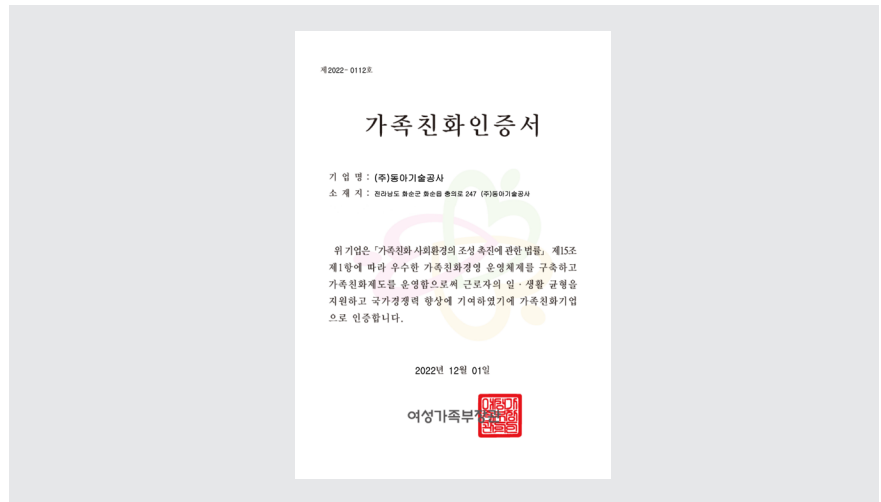 제2022- 0112호
가족친화인증서
기 업 명 : (주)동아기술공사
소 재 지 : 전라남도 화순군 화순읍 충의로 247 (주)동아기술공사
위 기업은 「가족친화 사회환경의 조성 촉진에 관한 법률」 제15조
제1항에 따라 우수한 가족친화경영 운영체제를 구축하고
가족친화제도를 운영함으로써 근로자의 일 · 생활 균형을
지원하고 국가경쟁력 향상에 기여하였기에 가족친화기업
으로 인증합니다.
2022년 12월 01일
여성가족부장관